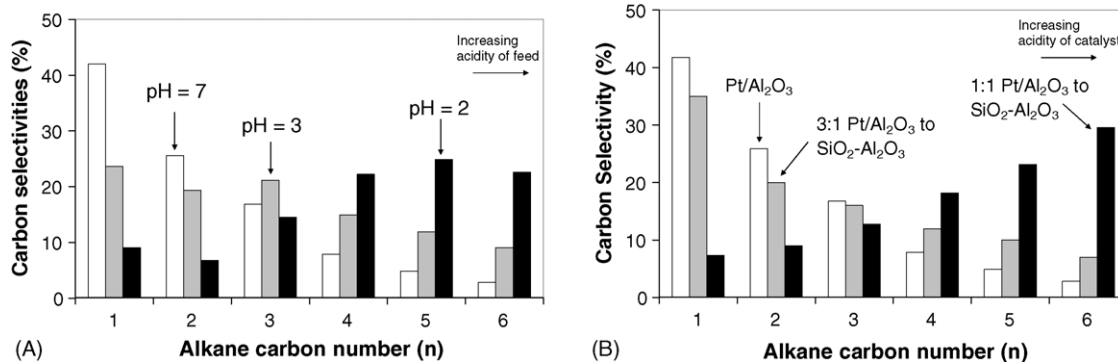 Carbon selectivities (%)
50
40
30
20
10
0
Increasing
acidity of feed
pH = 7
pH = 3
pH = 2
1 2 3 4 5 6
Alkane carbon number (n)
(A)
Carbon Selectivity (%)
50
40
30
20
10
0
Increasing
acidity of catalyst
Pt/Al₂O₃
3:1 Pt/Al₂O₃ to
SiO₂-Al₂O₃
1:1 Pt/Al₂O₃ to
SiO₂-Al₂O₃
1 2 3 4 5 6
Alkane carbon number (n)
(B)